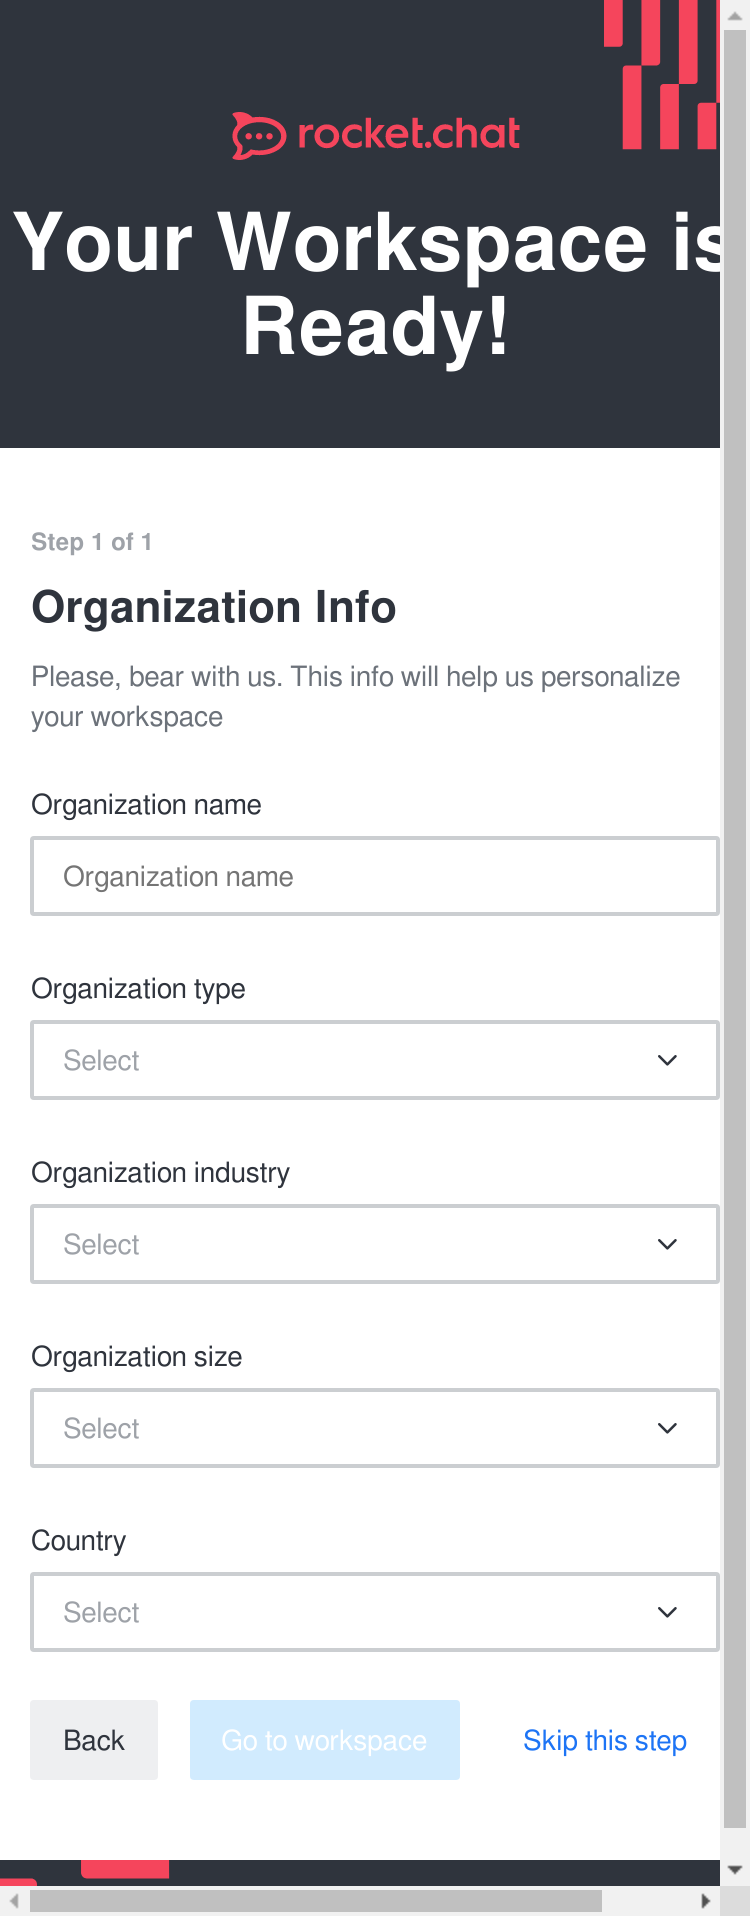 rocket.chat
Your Workspace is
Ready!
Step 1 of 1
Organization Info
Please, bear with us. This info will help us personalize
your workspace
Organization name
Organization name
Organization type
Select
Organization industry
Select
Organization size
Select
Country
Select
Back Go to workspace Skip this step